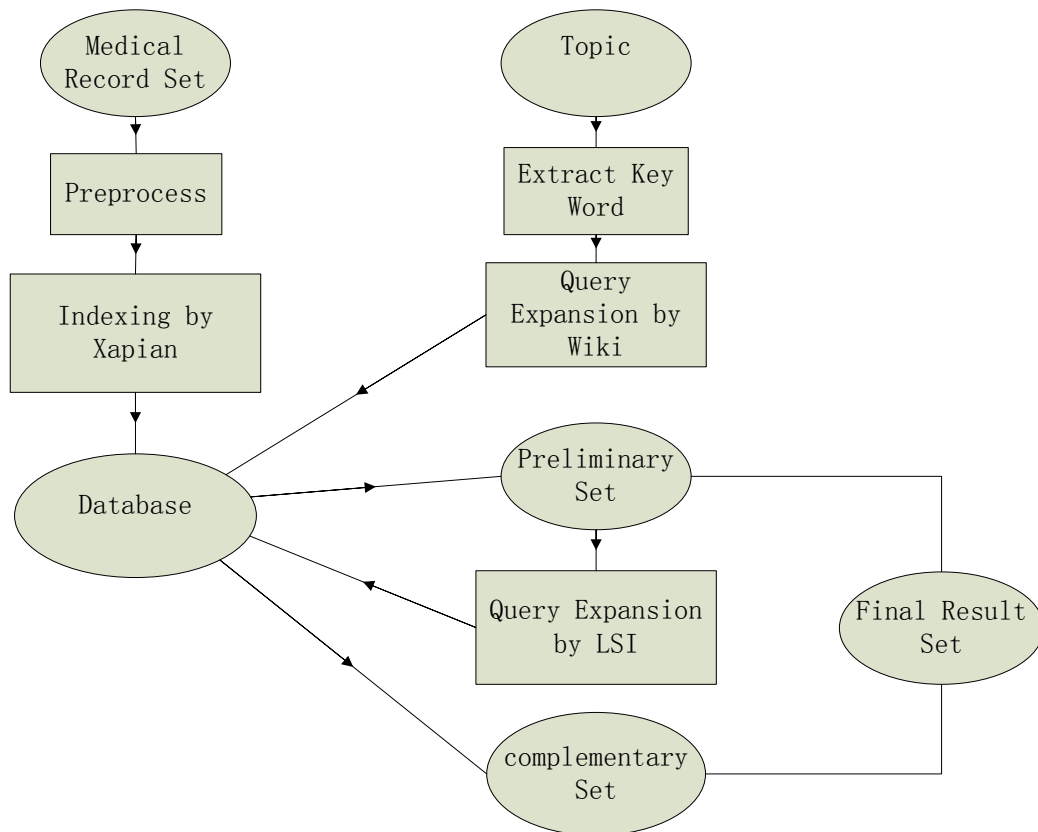 Medical
Record Set
Topic
Preprocess
Extract Key
Word
Indexing by
Xapian
Query
Expansion by
Wiki
Database
Preliminary
Set
Query Expansion
by LSI
Final Result
Set
complementary
Set